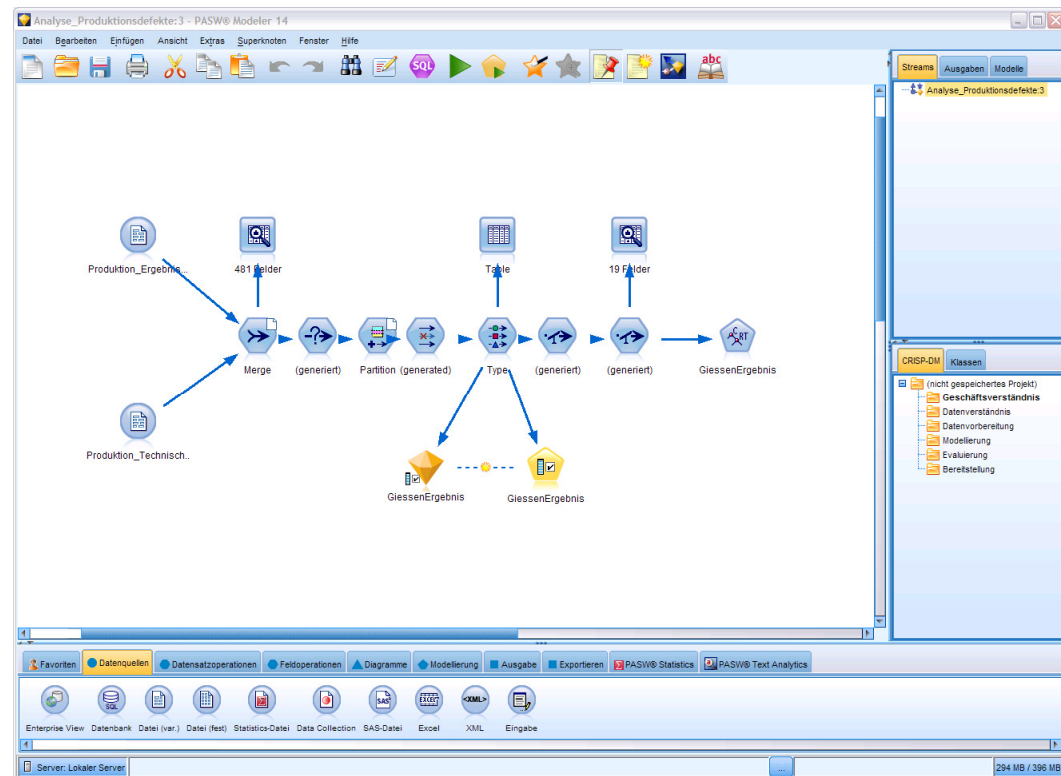 Analyse_Produktionsdefekte:3 - PASW® Modeler 14
Datei Bearbeiten Einfügen Ansicht Extras Superknoten Fenster Hilfe
SQL
abc
Streams Ausgaben Modelle
Analyse_Produktionsdefekte:3
Produktion_Ergebnis...
481 Felder
Table
19 Felder
Merge
(generiert)
Partition
(generated)
Type
(generiert)
(generiert)
CRT
GiessenErgebnis
Produktion_Technisch..
GiessenErgebnis
GiessenErgebnis
CRISP-DM Klassen
(nicht gespeichertes Projekt)
Geschäftsverständnis
Datenverständnis
Datenvorbereitung
Modellierung
Evaluierung
Bereitstellung
Favoriten Datenquellen Datensatzoperationen Feldoperationen Diagramme Modellierung Ausgabe Exportieren PASW® Statistics PASW® Text Analytics
SQL SAS EXCEL <XML>
Enterprise View Datenbank Datei (var.) Datei (fest) Statistics-Datei Data Collection SAS-Datei Excel XML Eingabe
Server: Lokaler Server ... 294 MB / 396 MB